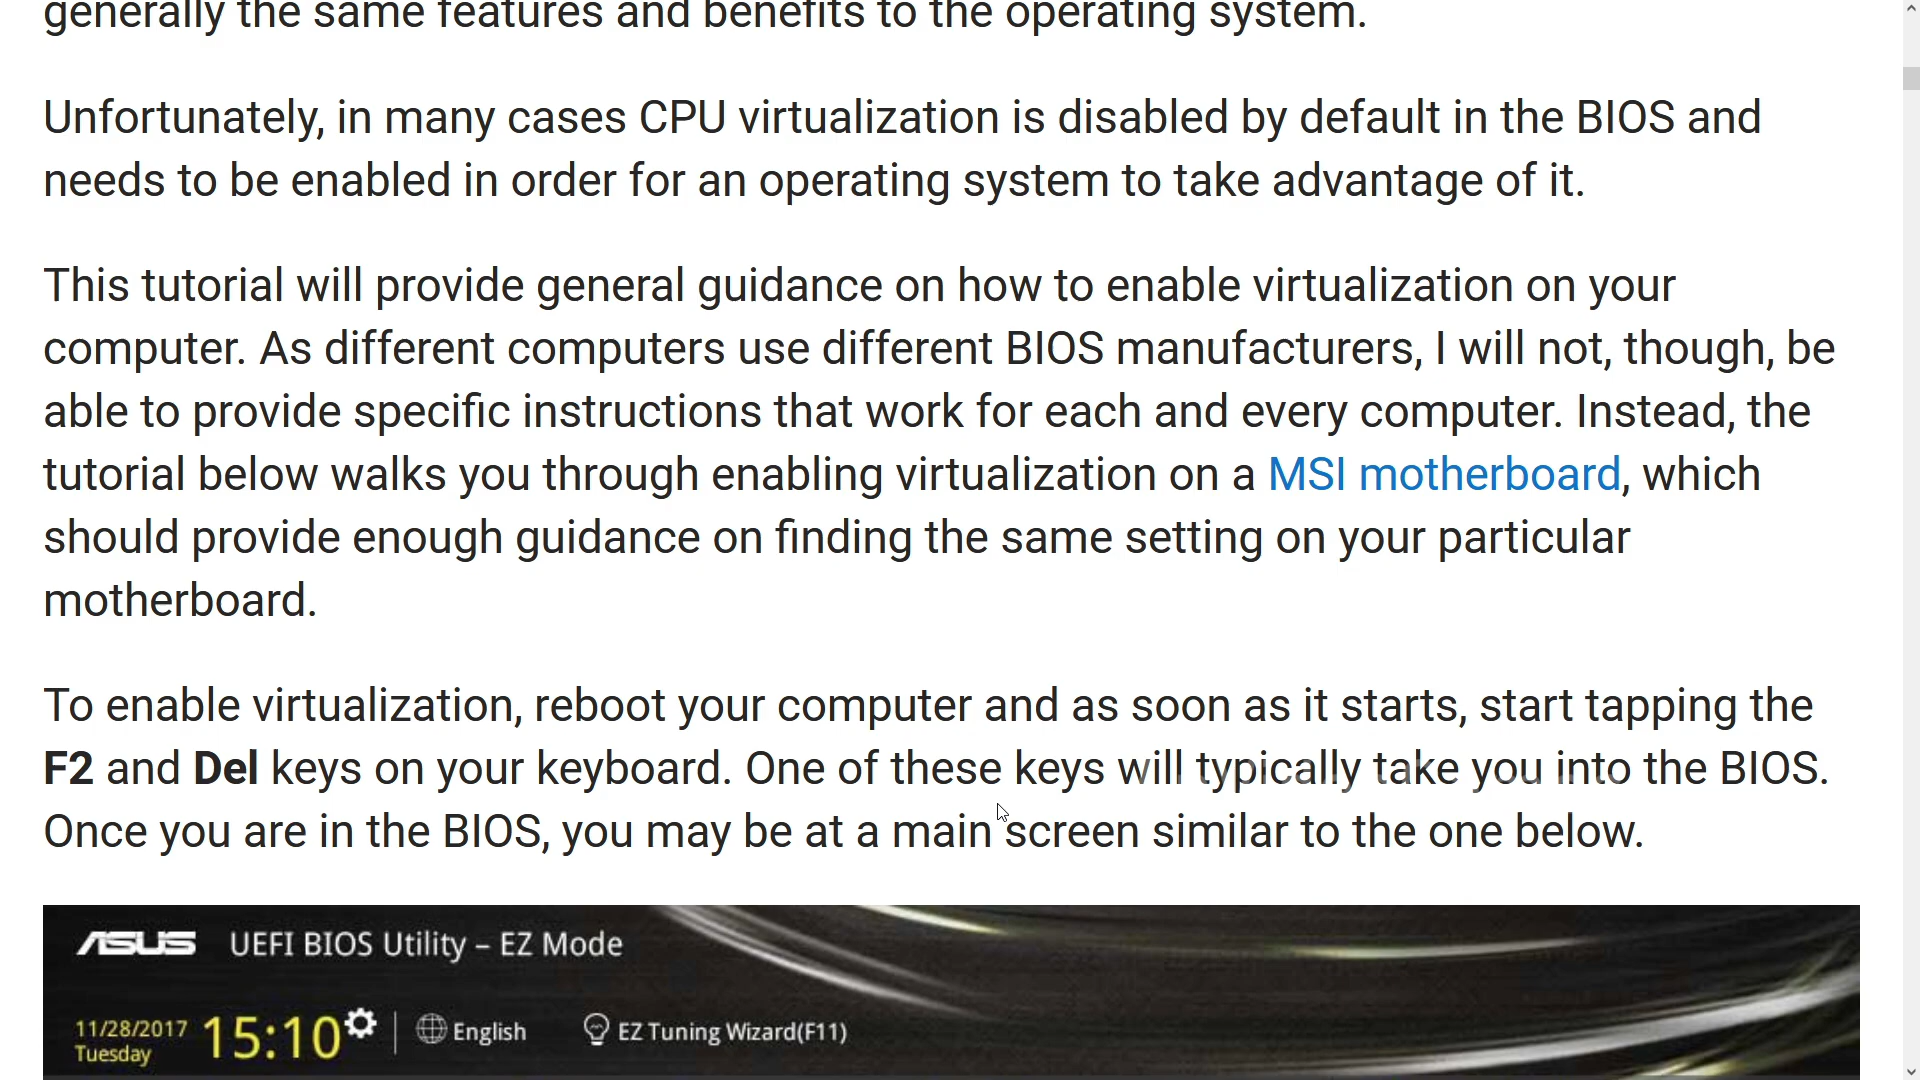 generally the same features and benefits to the operating system.
Unfortunately, in many cases CPU virtualization is disabled by default in the BIOS and
needs to be enabled in order for an operating system to take advantage of it.
This tutorial will provide general guidance on how to enable virtualization on your
computer. As different computers use different BIOS manufacturers, I will not, though, be
able to provide specific instructions that work for each and every computer. Instead, the
tutorial below walks you through enabling virtualization on a MSI motherboard, which
should provide enough guidance on finding the same setting on your particular
motherboard.
To enable virtualization, reboot your computer and as soon as it starts, start tapping the
F2 and Del keys on your keyboard. One of these keys will typically take you into the BIOS.
Once you are in the BIOS, you may be at a main screen similar to the one below.
ASUS UEFI BIOS Utility – EZ Mode
11/28/2017 15:10 English EZ Tuning Wizard(F11)
Tuesday